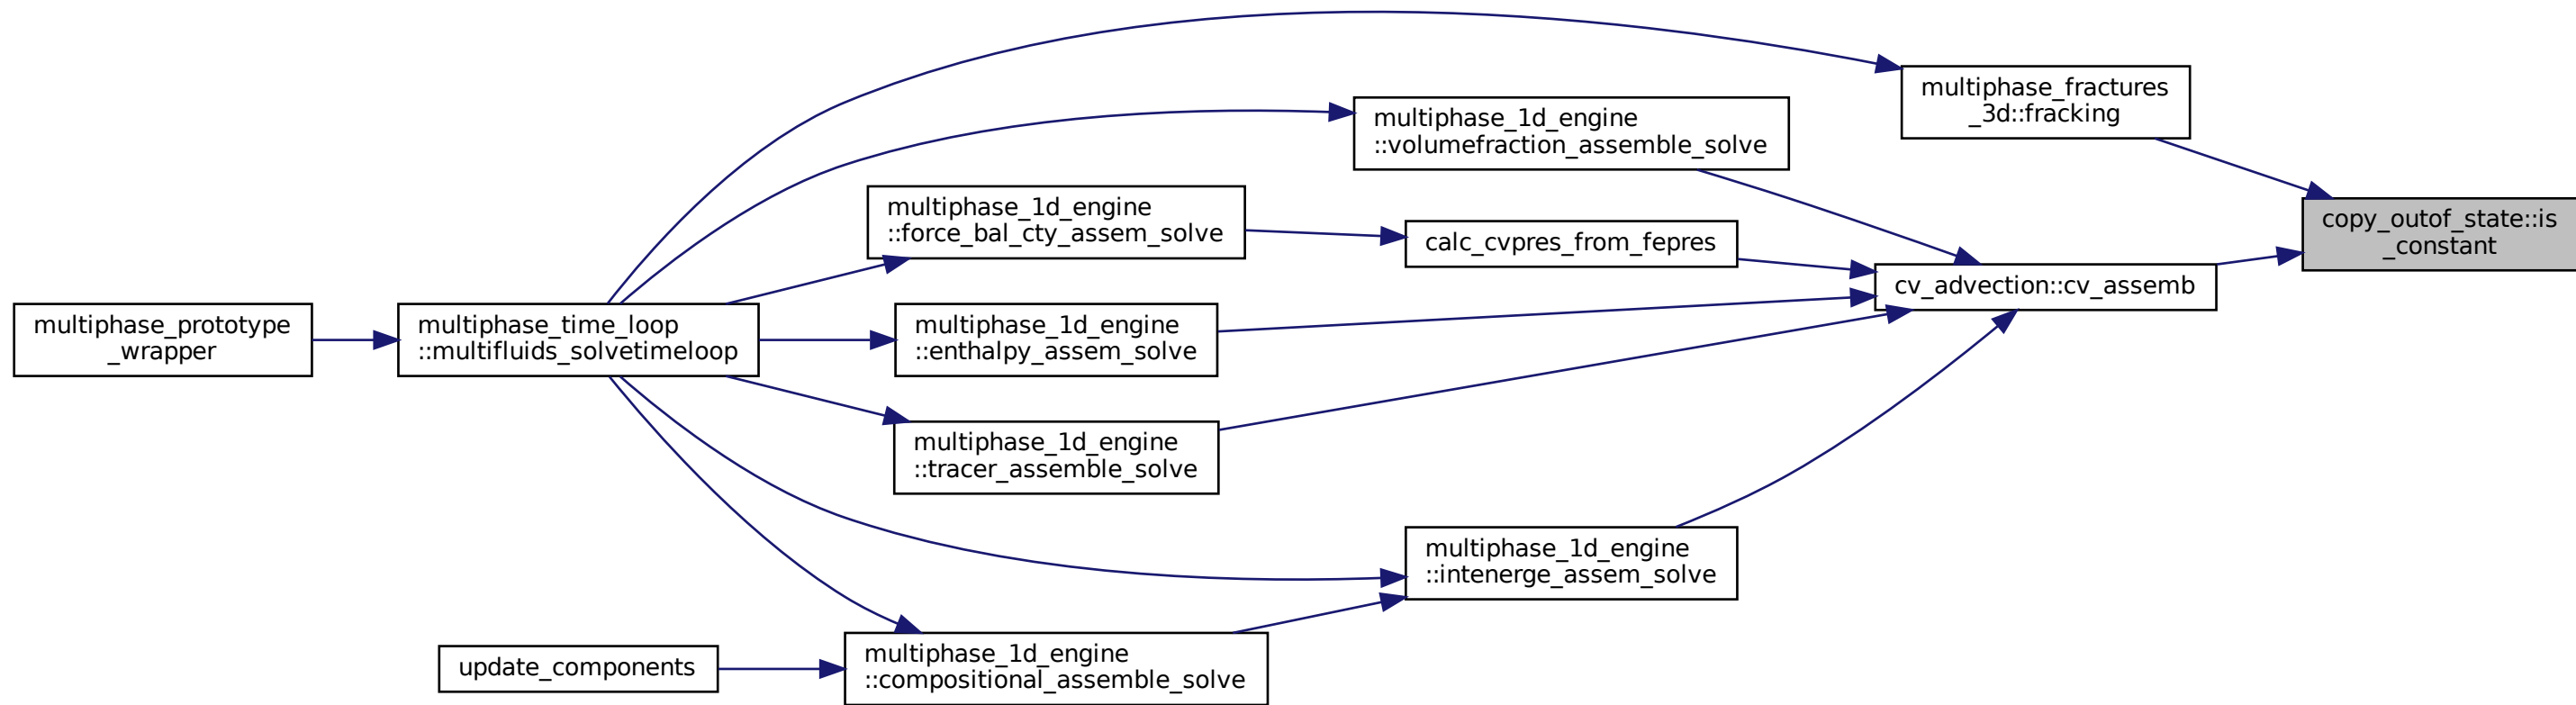 multiphase_fractures
_3d::fracking
multiphase_1d_engine
::volumefraction_assemble_solve
multiphase_1d_engine
::force_bal_cty_assem_solve
copy_outof_state::is
_constant
calc_cvpres_from_fepres
cv_advection::cv_assemb
multiphase_prototype
_wrapper
multiphase_time_loop
::multifluids_solvetimeloop
multiphase_1d_engine
::enthalpy_assem_solve
multiphase_1d_engine
::tracer_assemble_solve
multiphase_1d_engine
::intenerge_assem_solve
update_components
multiphase_1d_engine
::compositional_assemble_solve